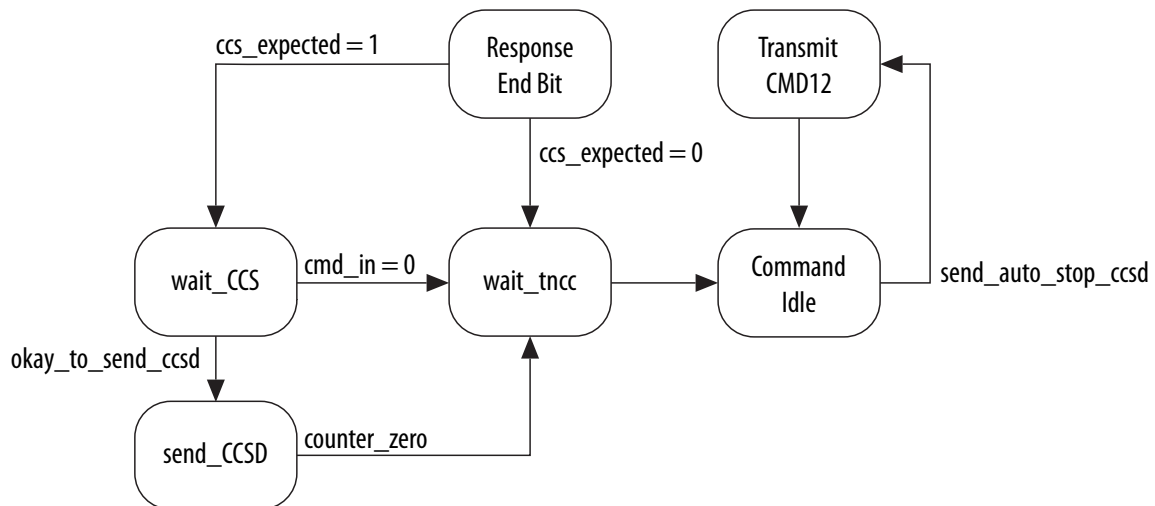 ccs_expected = 1
Response
End Bit
Transmit
CMD12
ccs_expected = 0
wait_CCS
cmd_in = 0
wait_tncc
Command
Idle
send_auto_stop_ccsd
okay_to_send_ccsd
send_CCSD
counter_zero